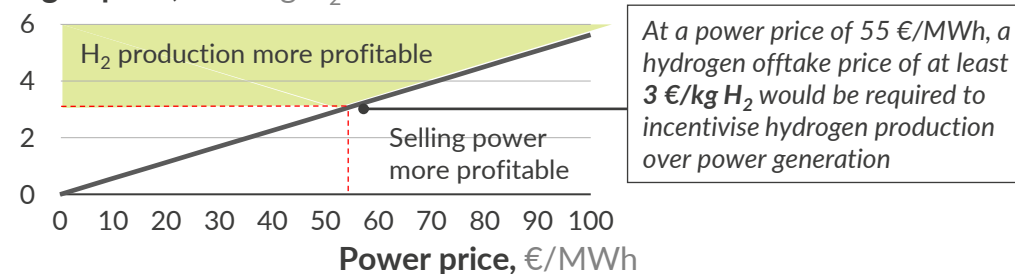 6
H₂ production more profitable
4
2
0
Selling power
more profitable
0 10 20 30 40 50 60 70 80 90 100
Power price, €/MWh
At a power price of 55 €/MWh, a
hydrogen offtake price of at least
3 €/kg H₂ would be required to
incentivise hydrogen production
over power generation